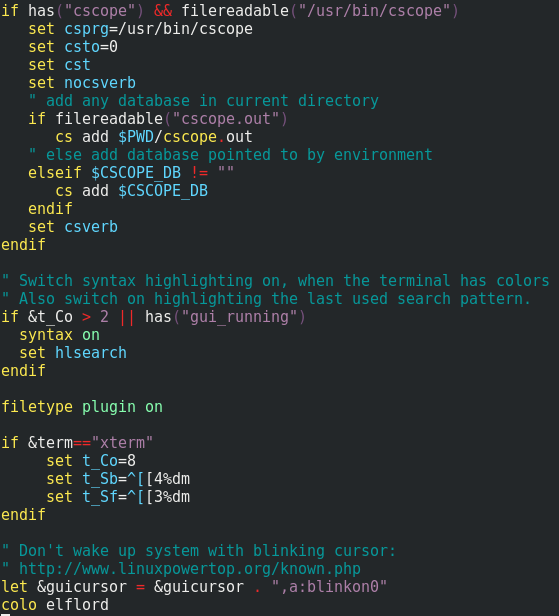 if has("cscope") && filereadable("/usr/bin/cscope")
   set csprg=/usr/bin/cscope
   set csto=0
   set cst
   set nocsverb
   " add any database in current directory
   if filereadable("cscope.out")
      cs add $PWD/cscope.out
   " else add database pointed to by environment
   elseif $CSCOPE_DB != ""
      cs add $CSCOPE_DB
   endif
   set csverb
endif

" Switch syntax highlighting on, when the terminal has colors
" Also switch on highlighting the last used search pattern.
if &t_Co > 2 || has("gui_running")
  syntax on
  set hlsearch
endif

filetype plugin on

if &term=="xterm"
     set t_Co=8
     set t_Sb=^[[4%dm
     set t_Sf=^[[3%dm
endif

" Don't wake up system with blinking cursor:
" http://www.linuxpowertop.org/known.php
let &guicursor = &guicursor . ",a:blinkon0"
colo elflord